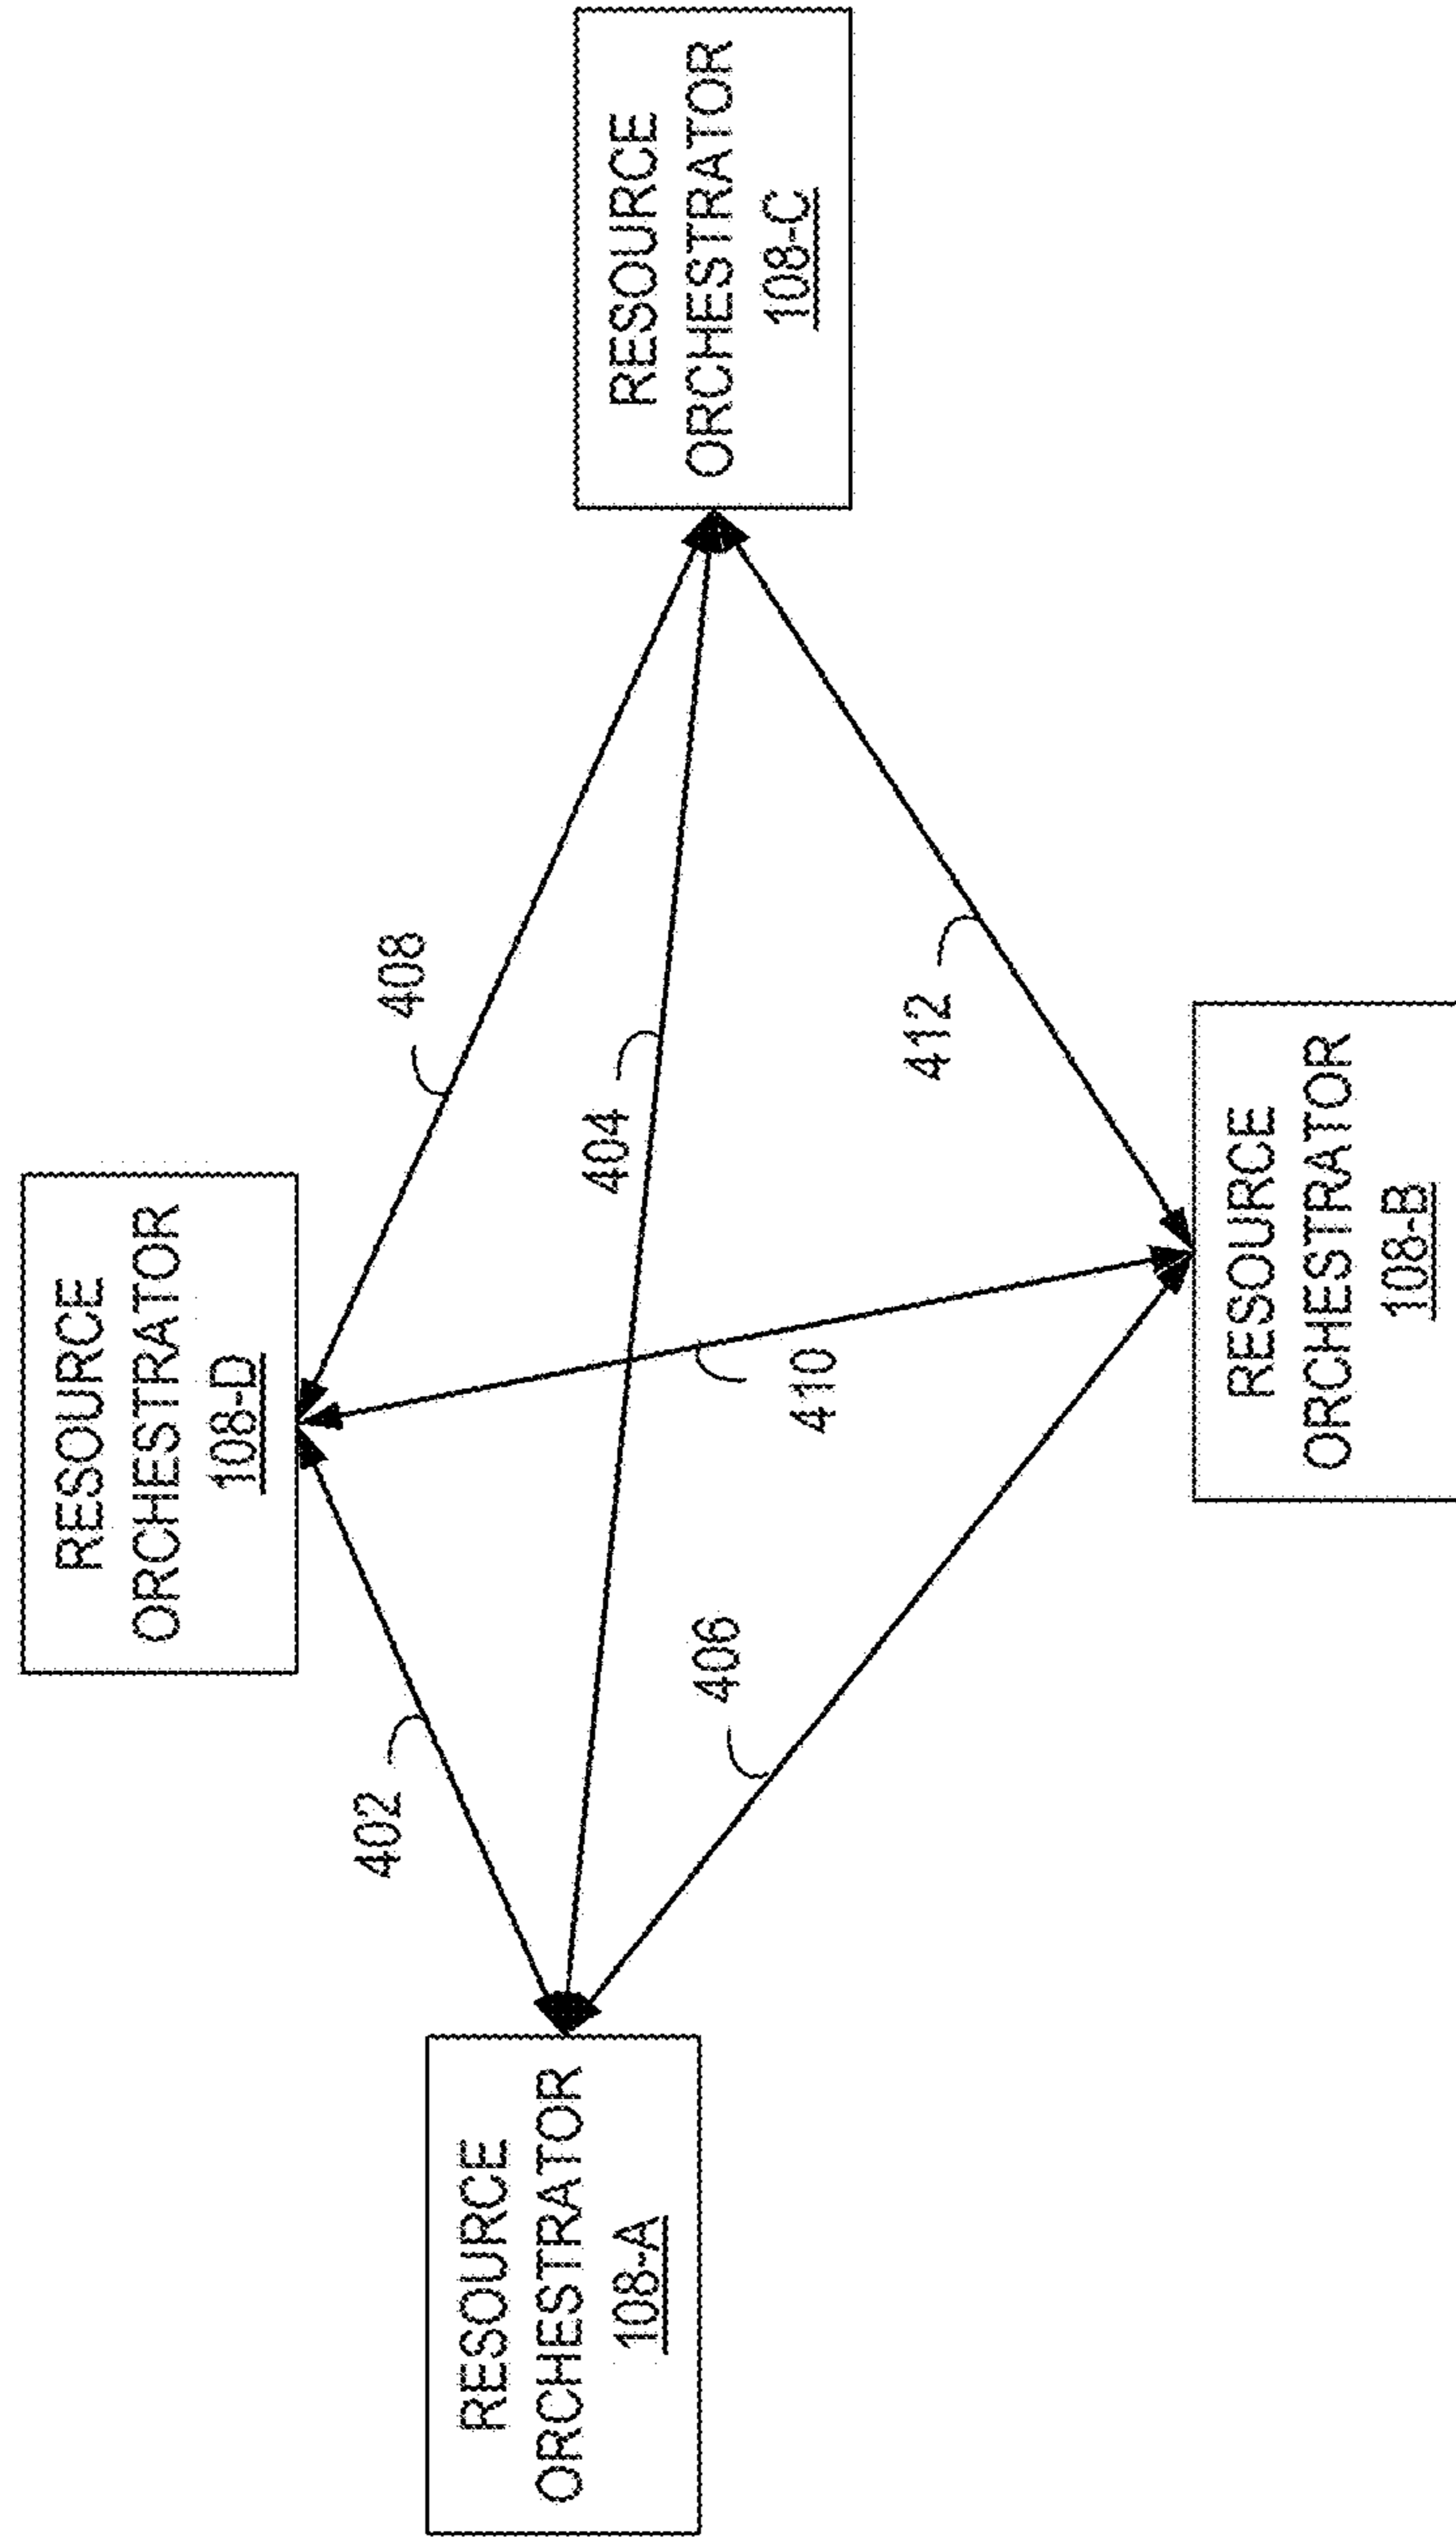 RESOURCE
ORCHESTRATOR
108-D
402
408
RESOURCE
ORCHESTRATOR
108-A
404
RESOURCE
ORCHESTRATOR
108-C
406
410
412
RESOURCE
ORCHESTRATOR
108-B